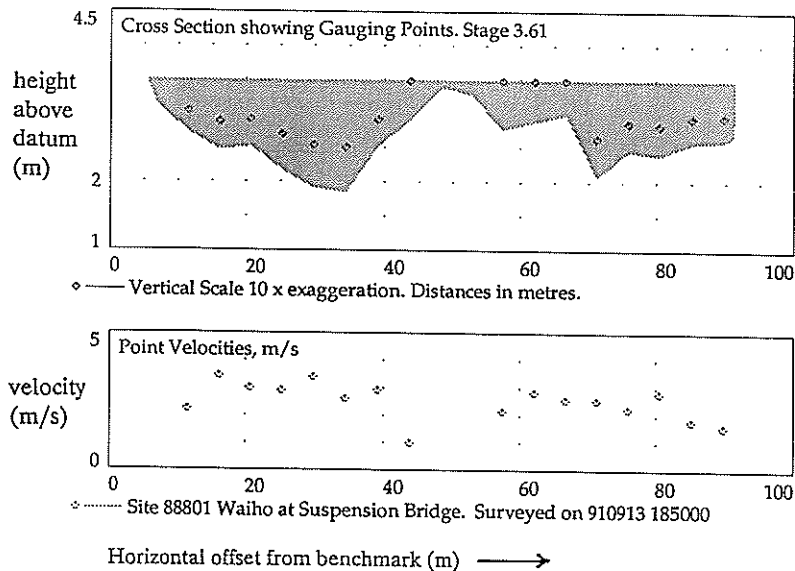 4.5
Cross Section showing Gauging Points. Stage 3.61
height
above
datum
(m)
2
1
0 20 40 60 80 100
Vertical Scale 10 x exaggeration. Distances in metres.
5
Point Velocities, m/s
velocity
(m/s)
0
0 20 40 60 80 100
Site 88801 Waiho at Suspension Bridge. Surveyed on 910913 185000
Horizontal offset from benchmark (m)